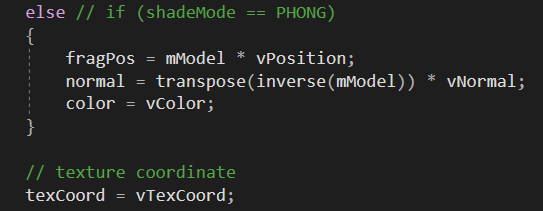 else // if (shadeMode == PHONG)
{
    fragPos = mModel * vPosition;
    normal = transpose(inverse(mModel)) * vNormal;
    color = vColor;
}

// texture coordinate
texCoord = vTexCoord;